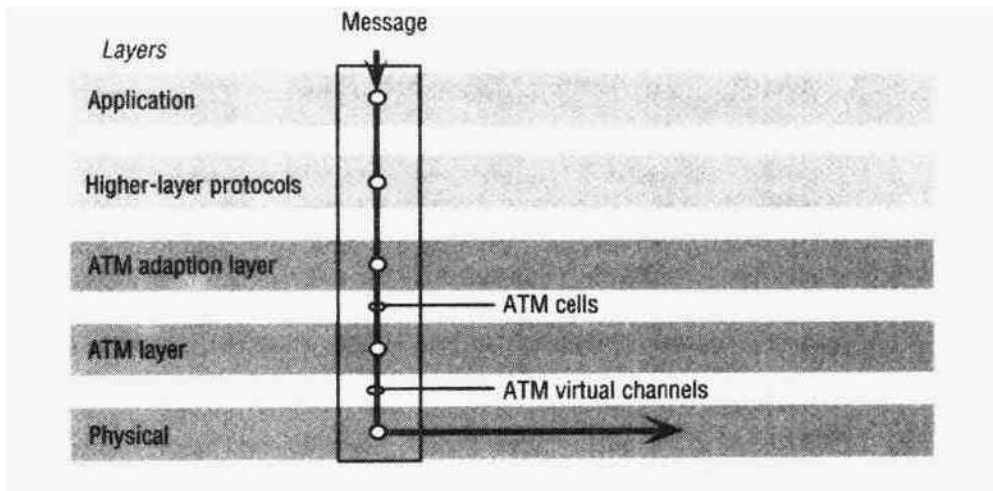 Message
Layers
Application
Higher-layer protocols
ATM adaption layer
ATM cells
ATM layer
ATM virtual channels
Physical